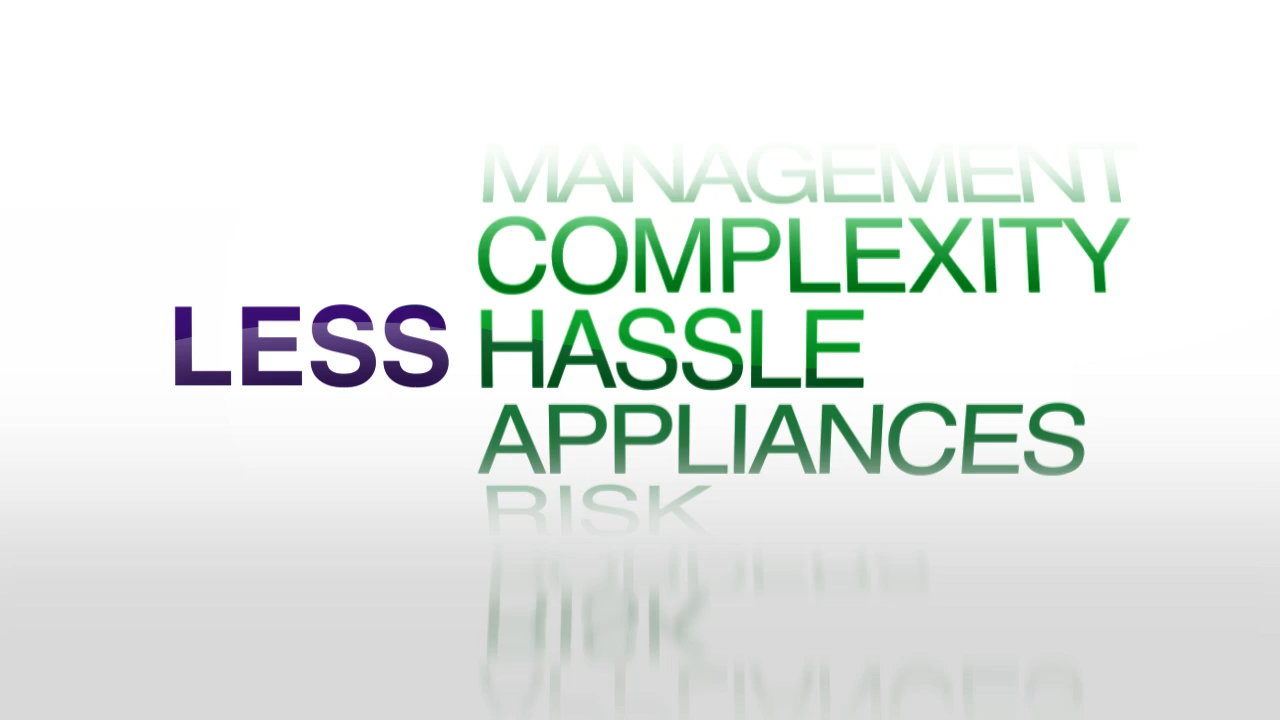 MANAGEMENT
COMPLEXITY
LESS HASSLE
APPLIANCES
RISK